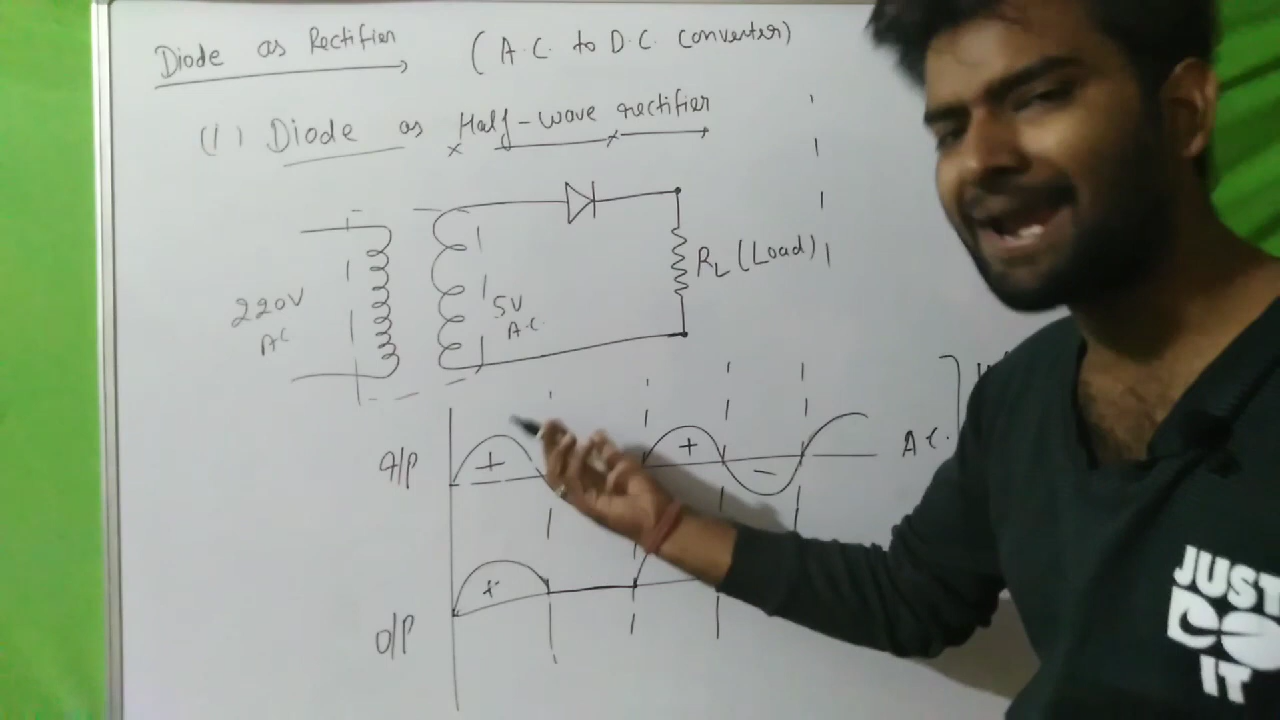 Diode as Rectifier (A.C. to D.C. Converter)
(1) Diode as Half-wave rectifier
220V
AC
5V
A.C.
RL (Load)
+
+
-
A.C.
+
O/P
JUST
DO
IT